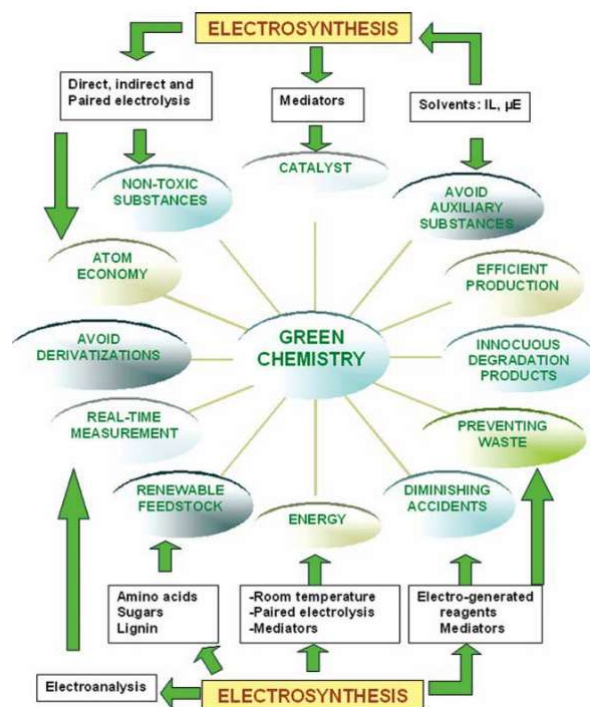 ELECTROSYNTHESIS
Direct, indirect and
Paired electrolysis
Mediators
Solvents: IL, µE
NON-TOXIC
SUBSTANCES
CATALYST
AVOID
AUXILIARY
SUBSTANCES
ATOM
ECONOMY
EFFICIENT
PRODUCTION
AVOID
DERIVATIZATIONS
GREEN
CHEMISTRY
INNOCUOUS
DEGRADATION
PRODUCTS
REAL-TIME
MEASUREMENT
PREVENTING
WASTE
RENEWABLE
FEEDSTOCK
ENERGY
DIMINISHING
ACCIDENTS
Amino acids
Sugars
Lignin
-Room temperature
-Paired electrolysis
-Mediators
Electro-generated
reagents
Mediators
Electroanalysis
ELECTROSYNTHESIS